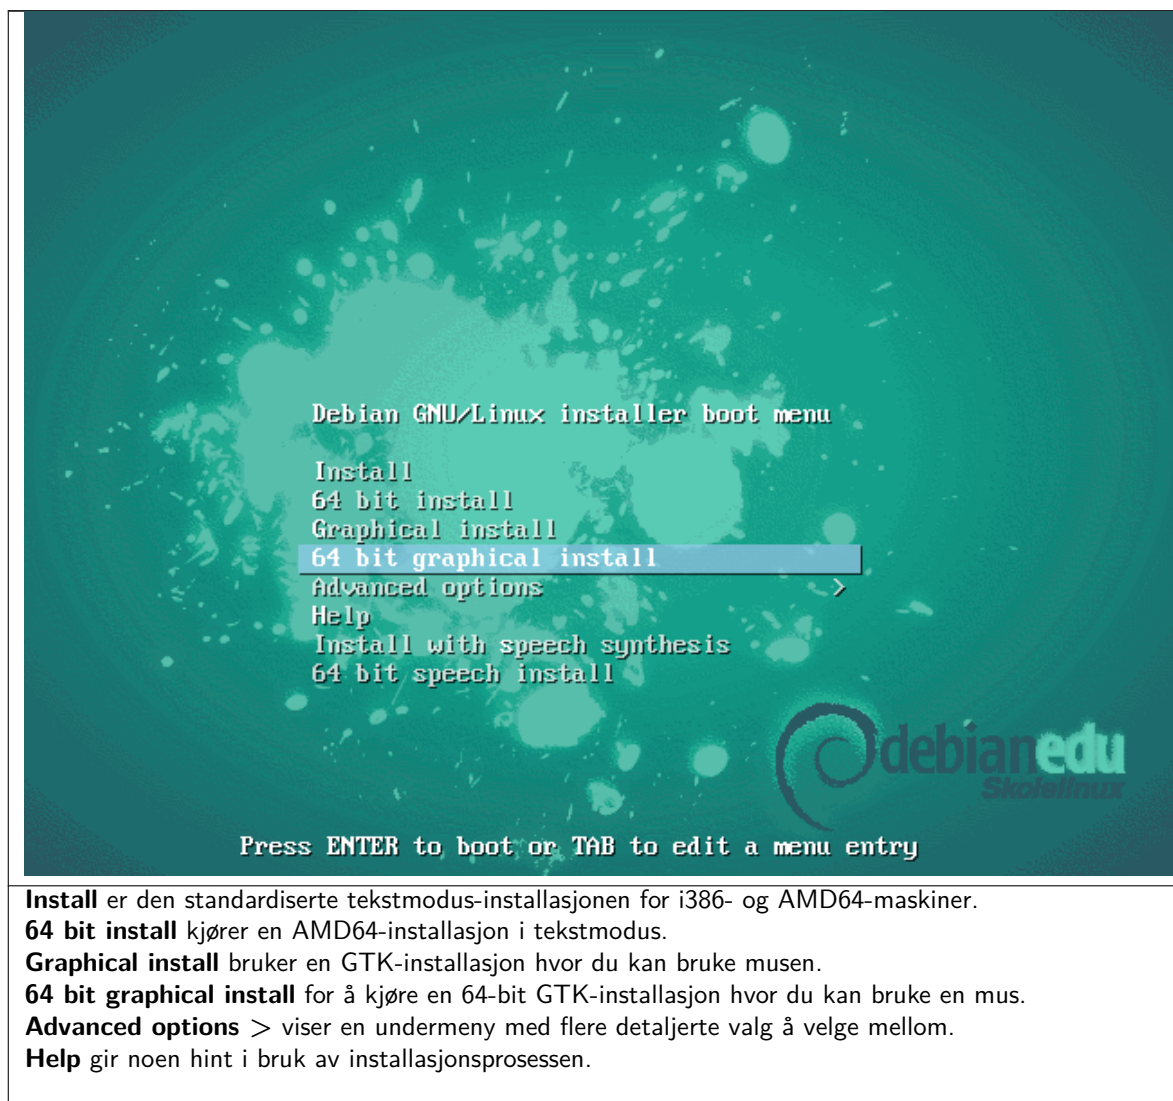 Debian GNU/Linux installer boot menu
Install
64 bit install
Graphical install
64 bit graphical install
Advanced options >
Help
Install with speech synthesis
64 bit speech install
debianedu
Skolelinux
Press ENTER to boot or TAB to edit a menu entry
Install er den standardiserte tekstmodus-installasjonen for i386- og AMD64-maskiner.
64 bit install kjører en AMD64-installasjon i tekstmodus.
Graphical install bruker en GTK-installasjon hvor du kan bruke musen.
64 bit graphical install for å kjøre en 64-bit GTK-installasjon hvor du kan bruke en mus.
Advanced options > viser en undermeny med flere detaljerte valg å velge mellom.
Help gir noen hint i bruk av installasjonsprosessen.